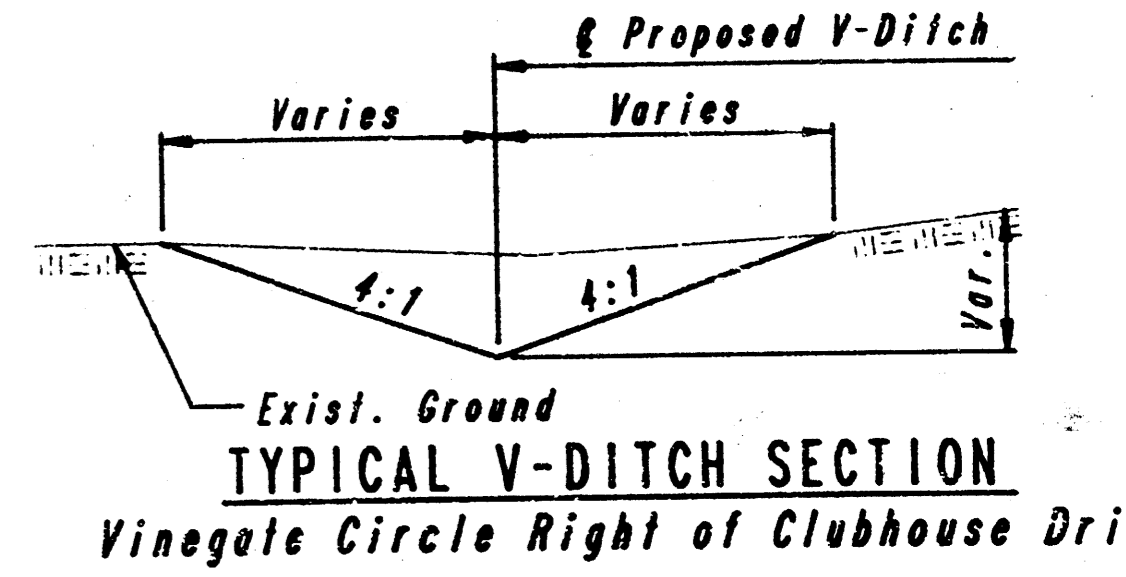 ℄ Proposed V-Ditch
Varies
Varies
4:1
4:1
Var.
Exist. Ground
TYPICAL V-DITCH SECTION
Vinegate Circle Right of Clubhouse Dri